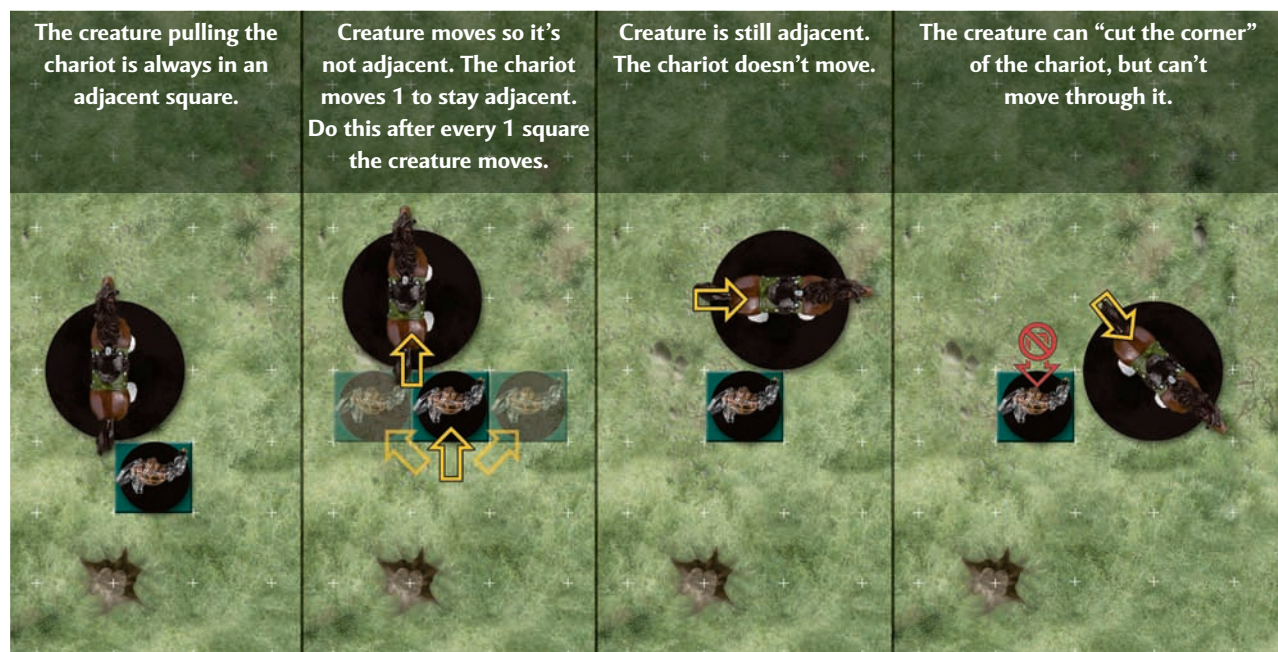 The creature pulling the
chariot is always in an
adjacent square.
Creature moves so it's
not adjacent. The chariot
moves 1 to stay adjacent.
Do this after every 1 square
the creature moves.
Creature is still adjacent.
The chariot doesn't move.
The creature can “cut the corner”
of the chariot, but can't
move through it.